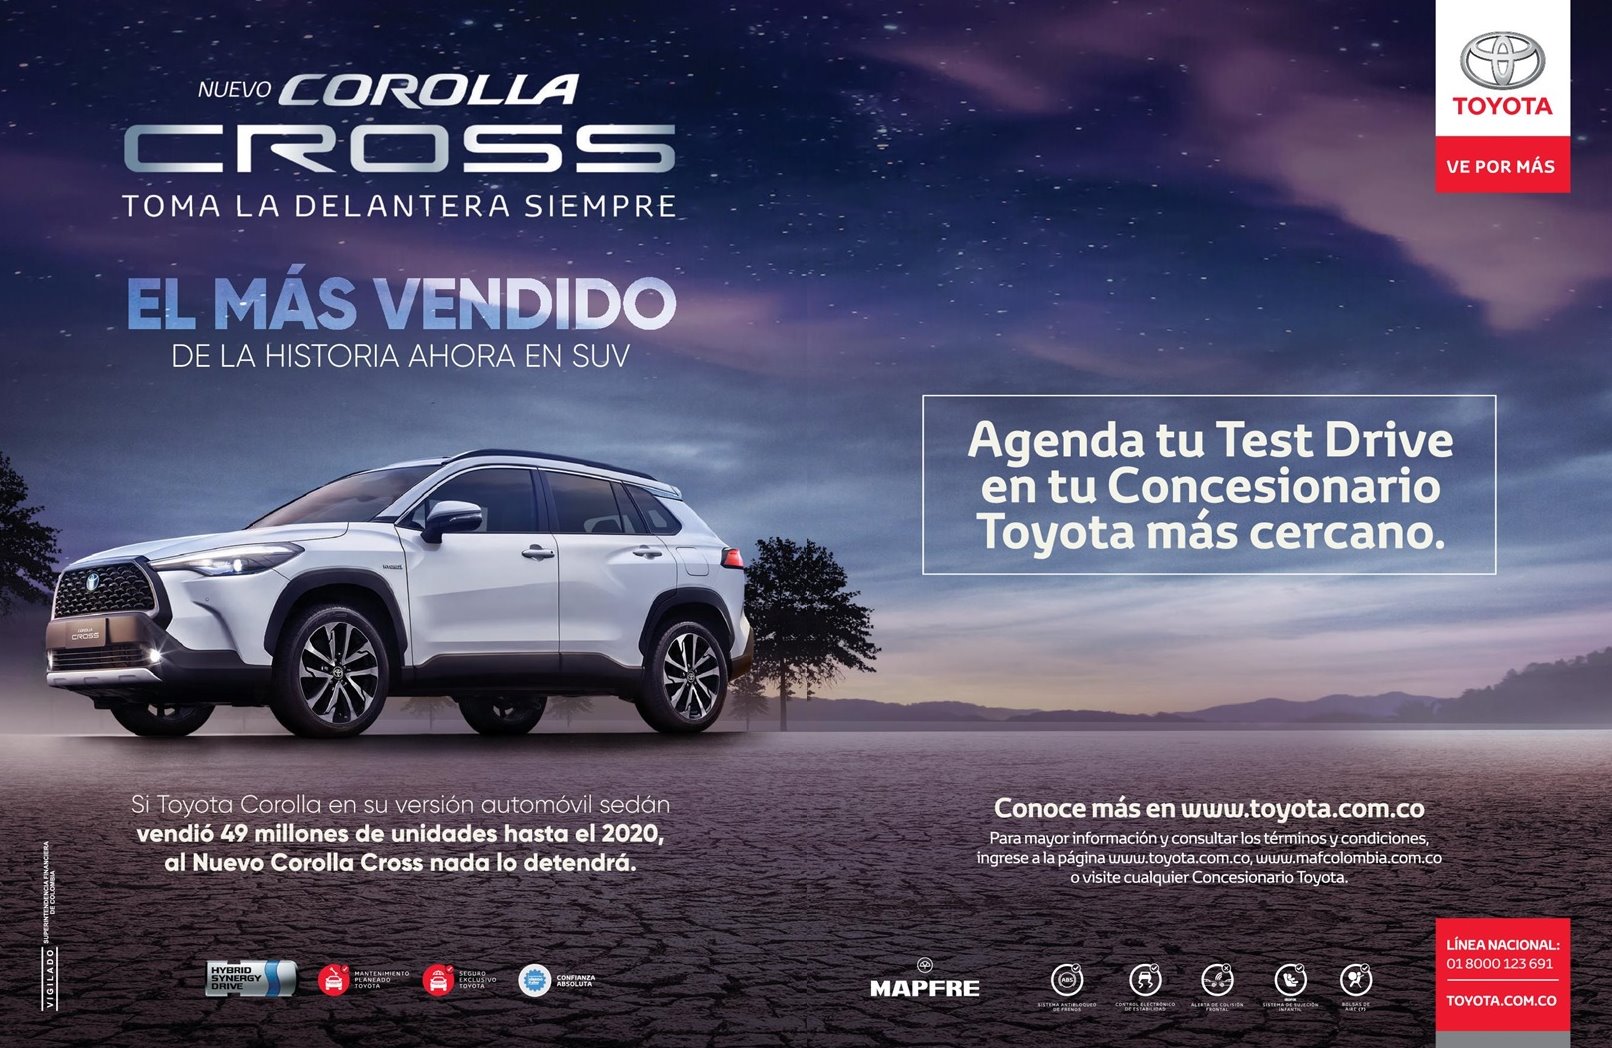 NUEVO COROLLA
CROSS
TOMA LA DELANTERA SIEMPRE
EL MÁS VENDIDO
DE LA HISTORIA AHORA EN SUV
TOYOTA
VE POR MÁS
Agenda tu Test Drive
en tu Concesionario
Toyota más cercano.
COROLLA
CROSS
Si Toyota Corolla en su versión automóvil sedán
vendió 49 millones de unidades hasta el 2020,
al Nuevo Corolla Cross nada lo detendrá.
Conoce más en www.toyota.com.co
Para mayor información y consultar los términos y condiciones,
ingrese a la página www.toyota.com.co, www.mafcolombia.com.co
o visite cualquier Concesionario Toyota.
VIGILADO
SUPERINTENDENCIA FINANCIERA
DE COLOMBIA
HYBRID
SYNERGY
DRIVE
MANTENIMIENTO
PLANEADO
TOYOTA
SEGURO
EXCLUSIVO
TOYOTA
CONFIANZA
ABSOLUTA
MAPFRE
ABS
SISTEMA ANTIBLOQUEO
DE FRENOS
CONTROL ELECTRÓNICO
DE ESTABILIDAD
ALERTA DE COLISIÓN
FRONTAL
ISOFIX
SISTEMA DE SUJECIÓN
INFANTIL
BOLSAS DE
AIRE (7)
LÍNEA NACIONAL:
01 8000 123 691
TOYOTA.COM.CO